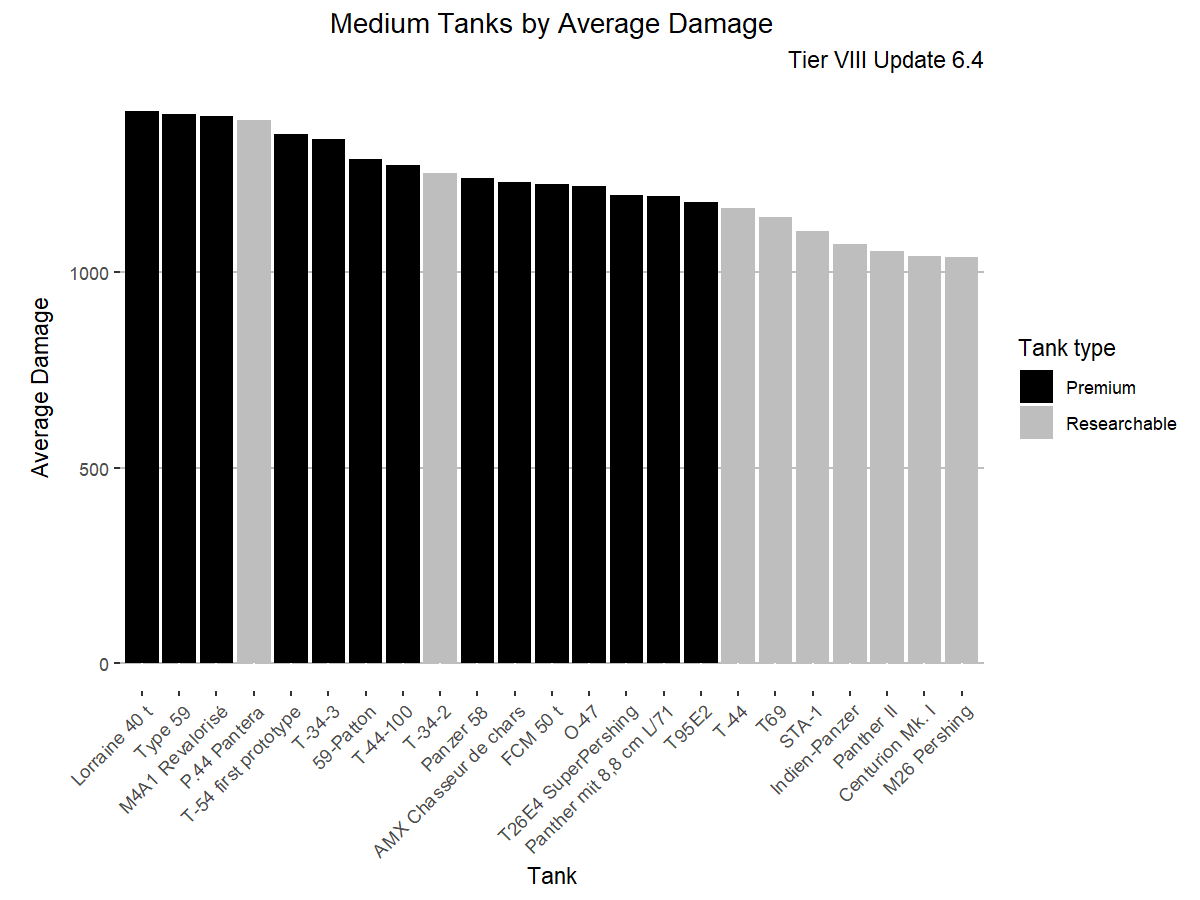 Medium Tanks by Average Damage
Tier VIII Update 6.4
Average Damage
1000
500
0
Lorraine 40 t
Type 59
M4A1 Revalorisé
P.44 Pantera
T-54 first prototype
T-34-3
59-Patton
T-44-100
T-34-2
Panzer 58
AMX Chasseur de chars
FCM 50 t
O-47
T26E4 SuperPershing
Panther mit 8,8 cm L/71
T95E2
T-44
T69
STA-1
Indien-Panzer
Panther II
Centurion Mk. I
M26 Pershing
Tank
Tank type
Premium
Researchable